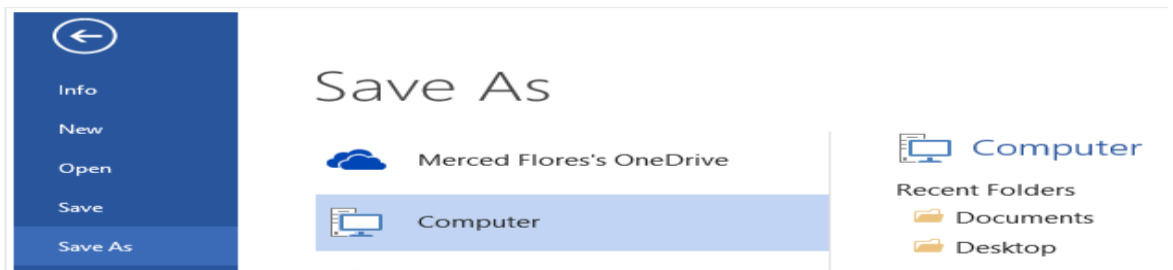 Info
New
Open
Save
Save As
Save As
Merced Flores's OneDrive
Computer
Computer
Recent Folders
Documents
Desktop